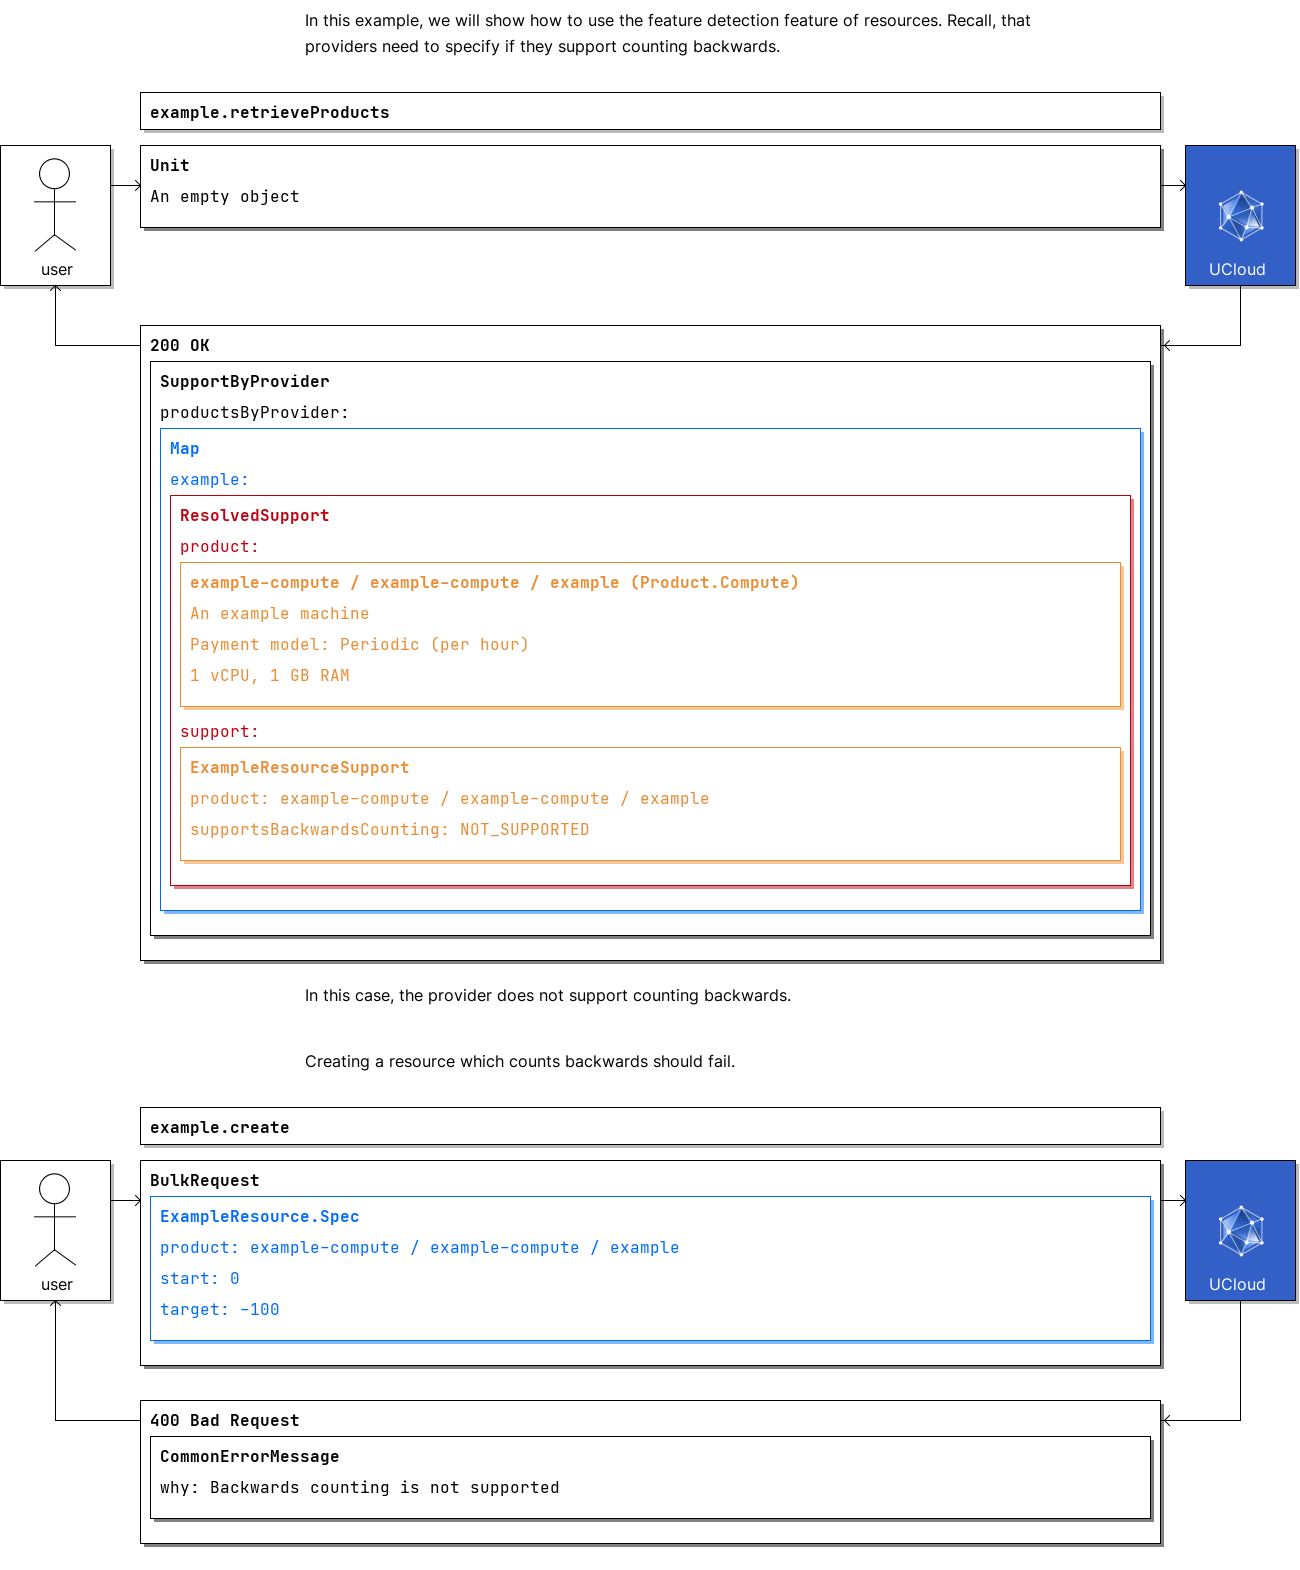 In this example, we will show how to use the feature detection feature of resources. Recall, that
providers need to specify if they support counting backwards.
example.retrieveProducts
Unit
An empty object
user
UCloud
200 OK
SupportByProvider
productsByProvider:
Map
example:
ResolvedSupport
product:
example-compute / example-compute / example (Product.Compute)
An example machine
Payment model: Periodic (per hour)
1 vCPU, 1 GB RAM
support:
ExampleResourceSupport
product: example-compute / example-compute / example
supportsBackwardsCounting: NOT_SUPPORTED
In this case, the provider does not support counting backwards.
Creating a resource which counts backwards should fail.
example.create
BulkRequest
ExampleResource.Spec
product: example-compute / example-compute / example
start: 0
target: -100
user
UCloud
400 Bad Request
CommonErrorMessage
why: Backwards counting is not supported